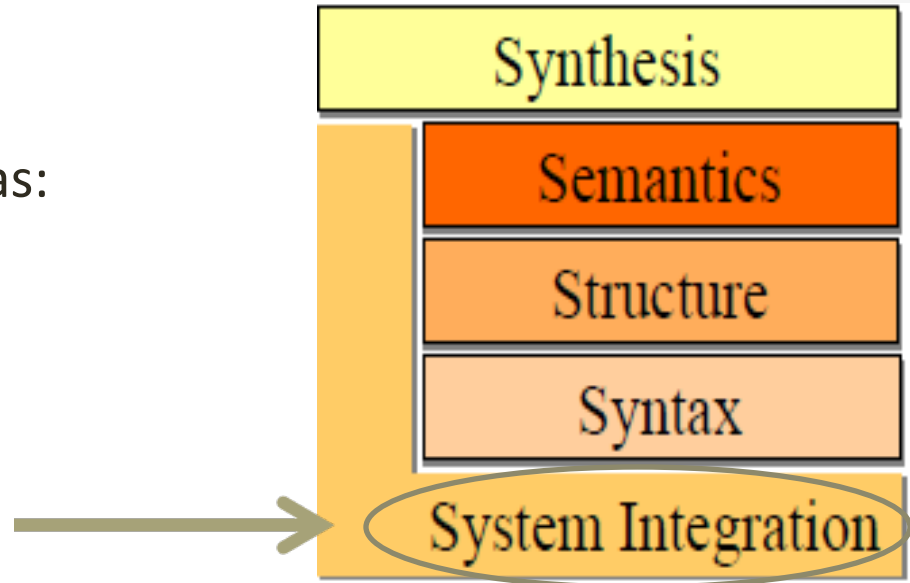 Synthesis
as:
Semantics
Structure
Syntax
System Integration